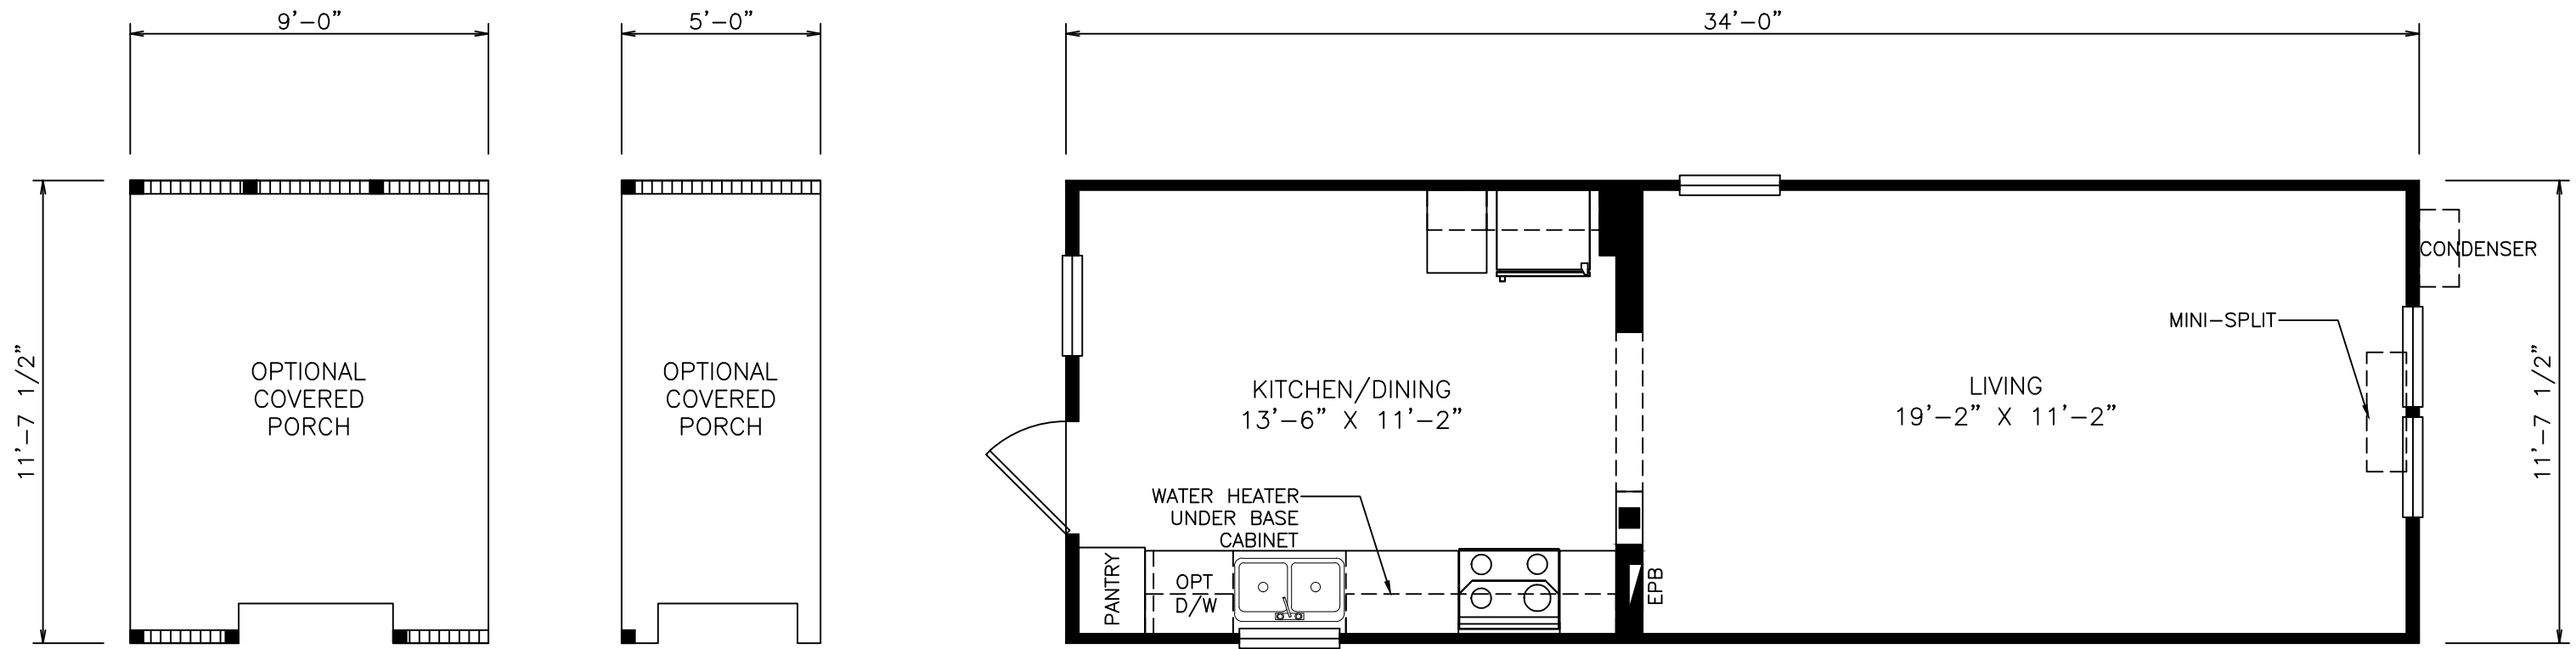 9’-0”
5’-0”
34’-0”
11’-7 1/2”
OPTIONAL
COVERED
PORCH
OPTIONAL
COVERED
PORCH
KITCHEN/DINING
13’-6” X 11’-2”
WATER HEATER
UNDER BASE
CABINET
PANTRY
OPT
D/W
EPB
LIVING
19’-2” X 11’-2”
MINI-SPLIT
CONDENSER
11’-7 1/2”